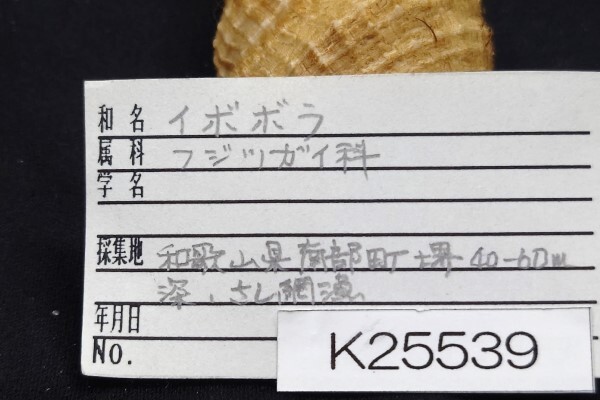 和名 イボボラ
属科 フジツガイ科
学名
採集地 和歌山県南部町堺 40-60m
深、さし網漁
年月日
No.
K25539